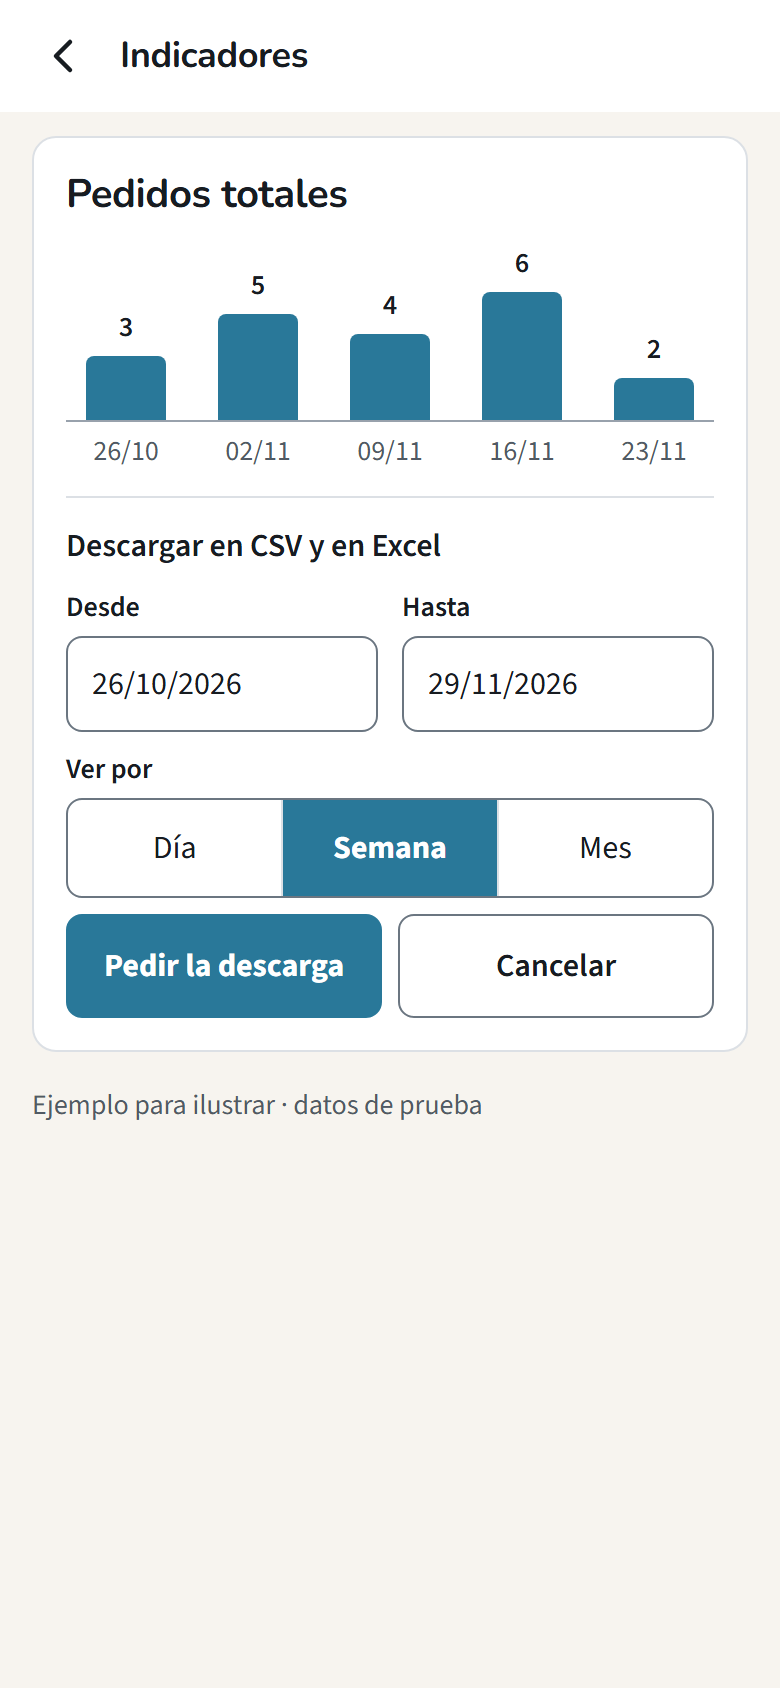 Indicadores
Pedidos totales
3
5
4
6
2
26/10
02/11
09/11
16/11
23/11
Descargar en CSV y en Excel
Desde
Hasta
26/10/2026
29/11/2026
Ver por
Día
Semana
Mes
Pedir la descarga
Cancelar
Ejemplo para ilustrar · datos de prueba